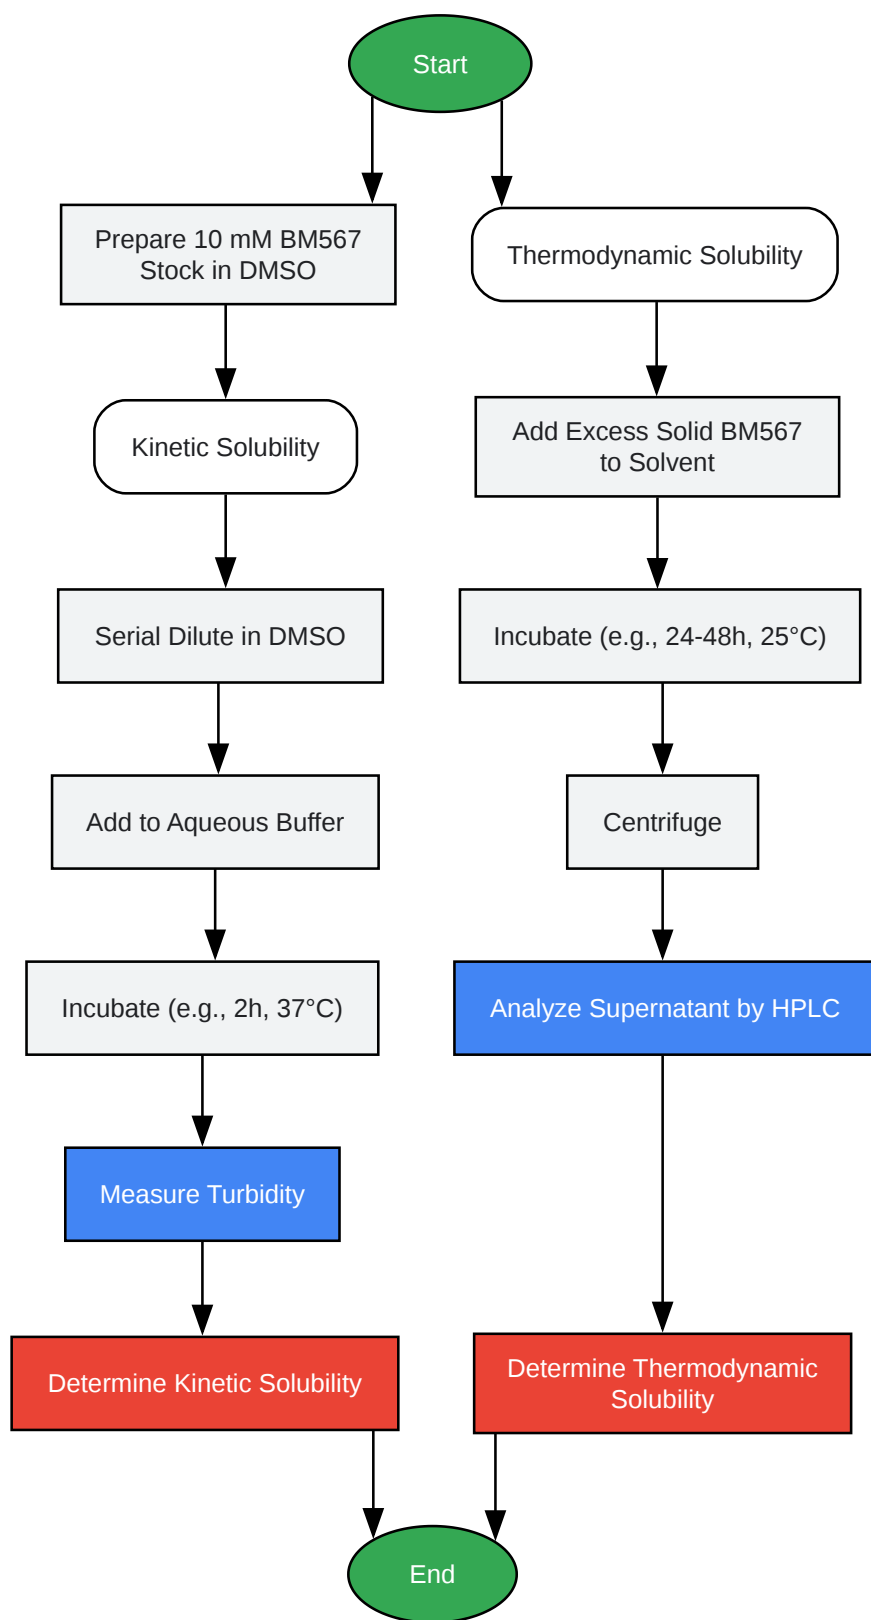 Start
Prepare 10 mM BM567
Stock in DMSO
Kinetic Solubility
Serial Dilute in DMSO
Add to Aqueous Buffer
Incubate (e.g., 2h, 37°C)
Measure Turbidity
Determine Kinetic Solubility
Thermodynamic Solubility
Add Excess Solid BM567
to Solvent
Incubate (e.g., 24-48h, 25°C)
Centrifuge
Analyze Supernatant by HPLC
Determine Thermodynamic
Solubility
End